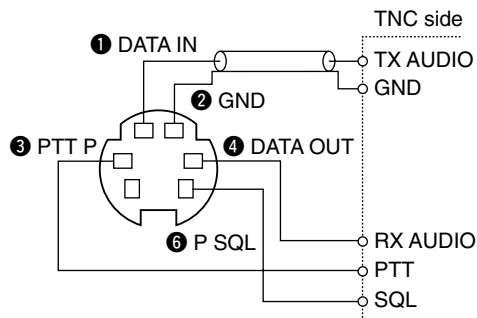 TNC side
❶ DATA IN
TX AUDIO
GND
❷ GND
❸ PTT P
❹ DATA OUT
❻ P SQL
RX AUDIO
PTT
SQL